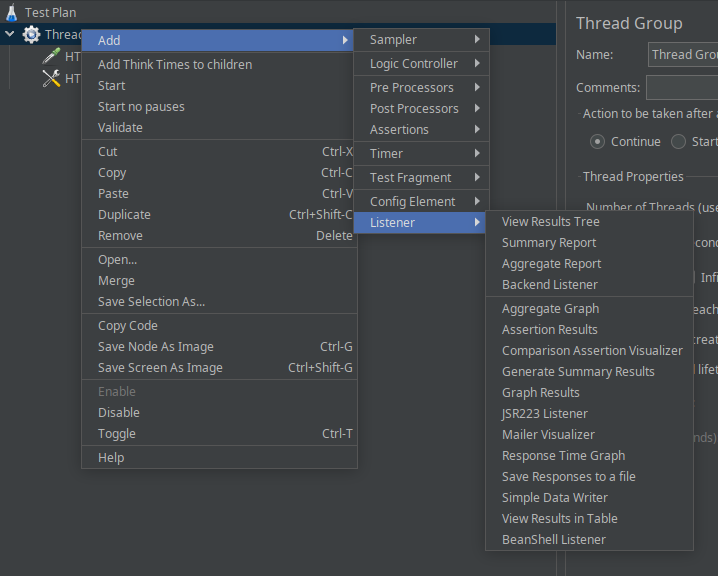 Test Plan
Thread
HT
HT
Add
Add Think Times to children
Start
Start no pauses
Validate
Cut Ctrl-X
Copy Ctrl-C
Paste Ctrl-V
Duplicate Ctrl+Shift-C
Remove Delete
Open...
Merge
Save Selection As...
Copy Code
Save Node As Image Ctrl-G
Save Screen As Image Ctrl+Shift-G
Enable
Disable
Toggle Ctrl-T
Help
Sampler
Logic Controller
Pre Processors
Post Processors
Assertions
Timer
Test Fragment
Config Element
Listener
View Results Tree
Summary Report
Aggregate Report
Backend Listener
Aggregate Graph
Assertion Results
Comparison Assertion Visualizer
Generate Summary Results
Graph Results
JSR223 Listener
Mailer Visualizer
Response Time Graph
Save Responses to a file
Simple Data Writer
View Results in Table
BeanShell Listener
Thread Group
Name: Thread Grou
Comments:
Action to be taken after a
Continue Start
Thread Properties
Number of Threads (use
econd
Infi
each
creat
lifet
nds)